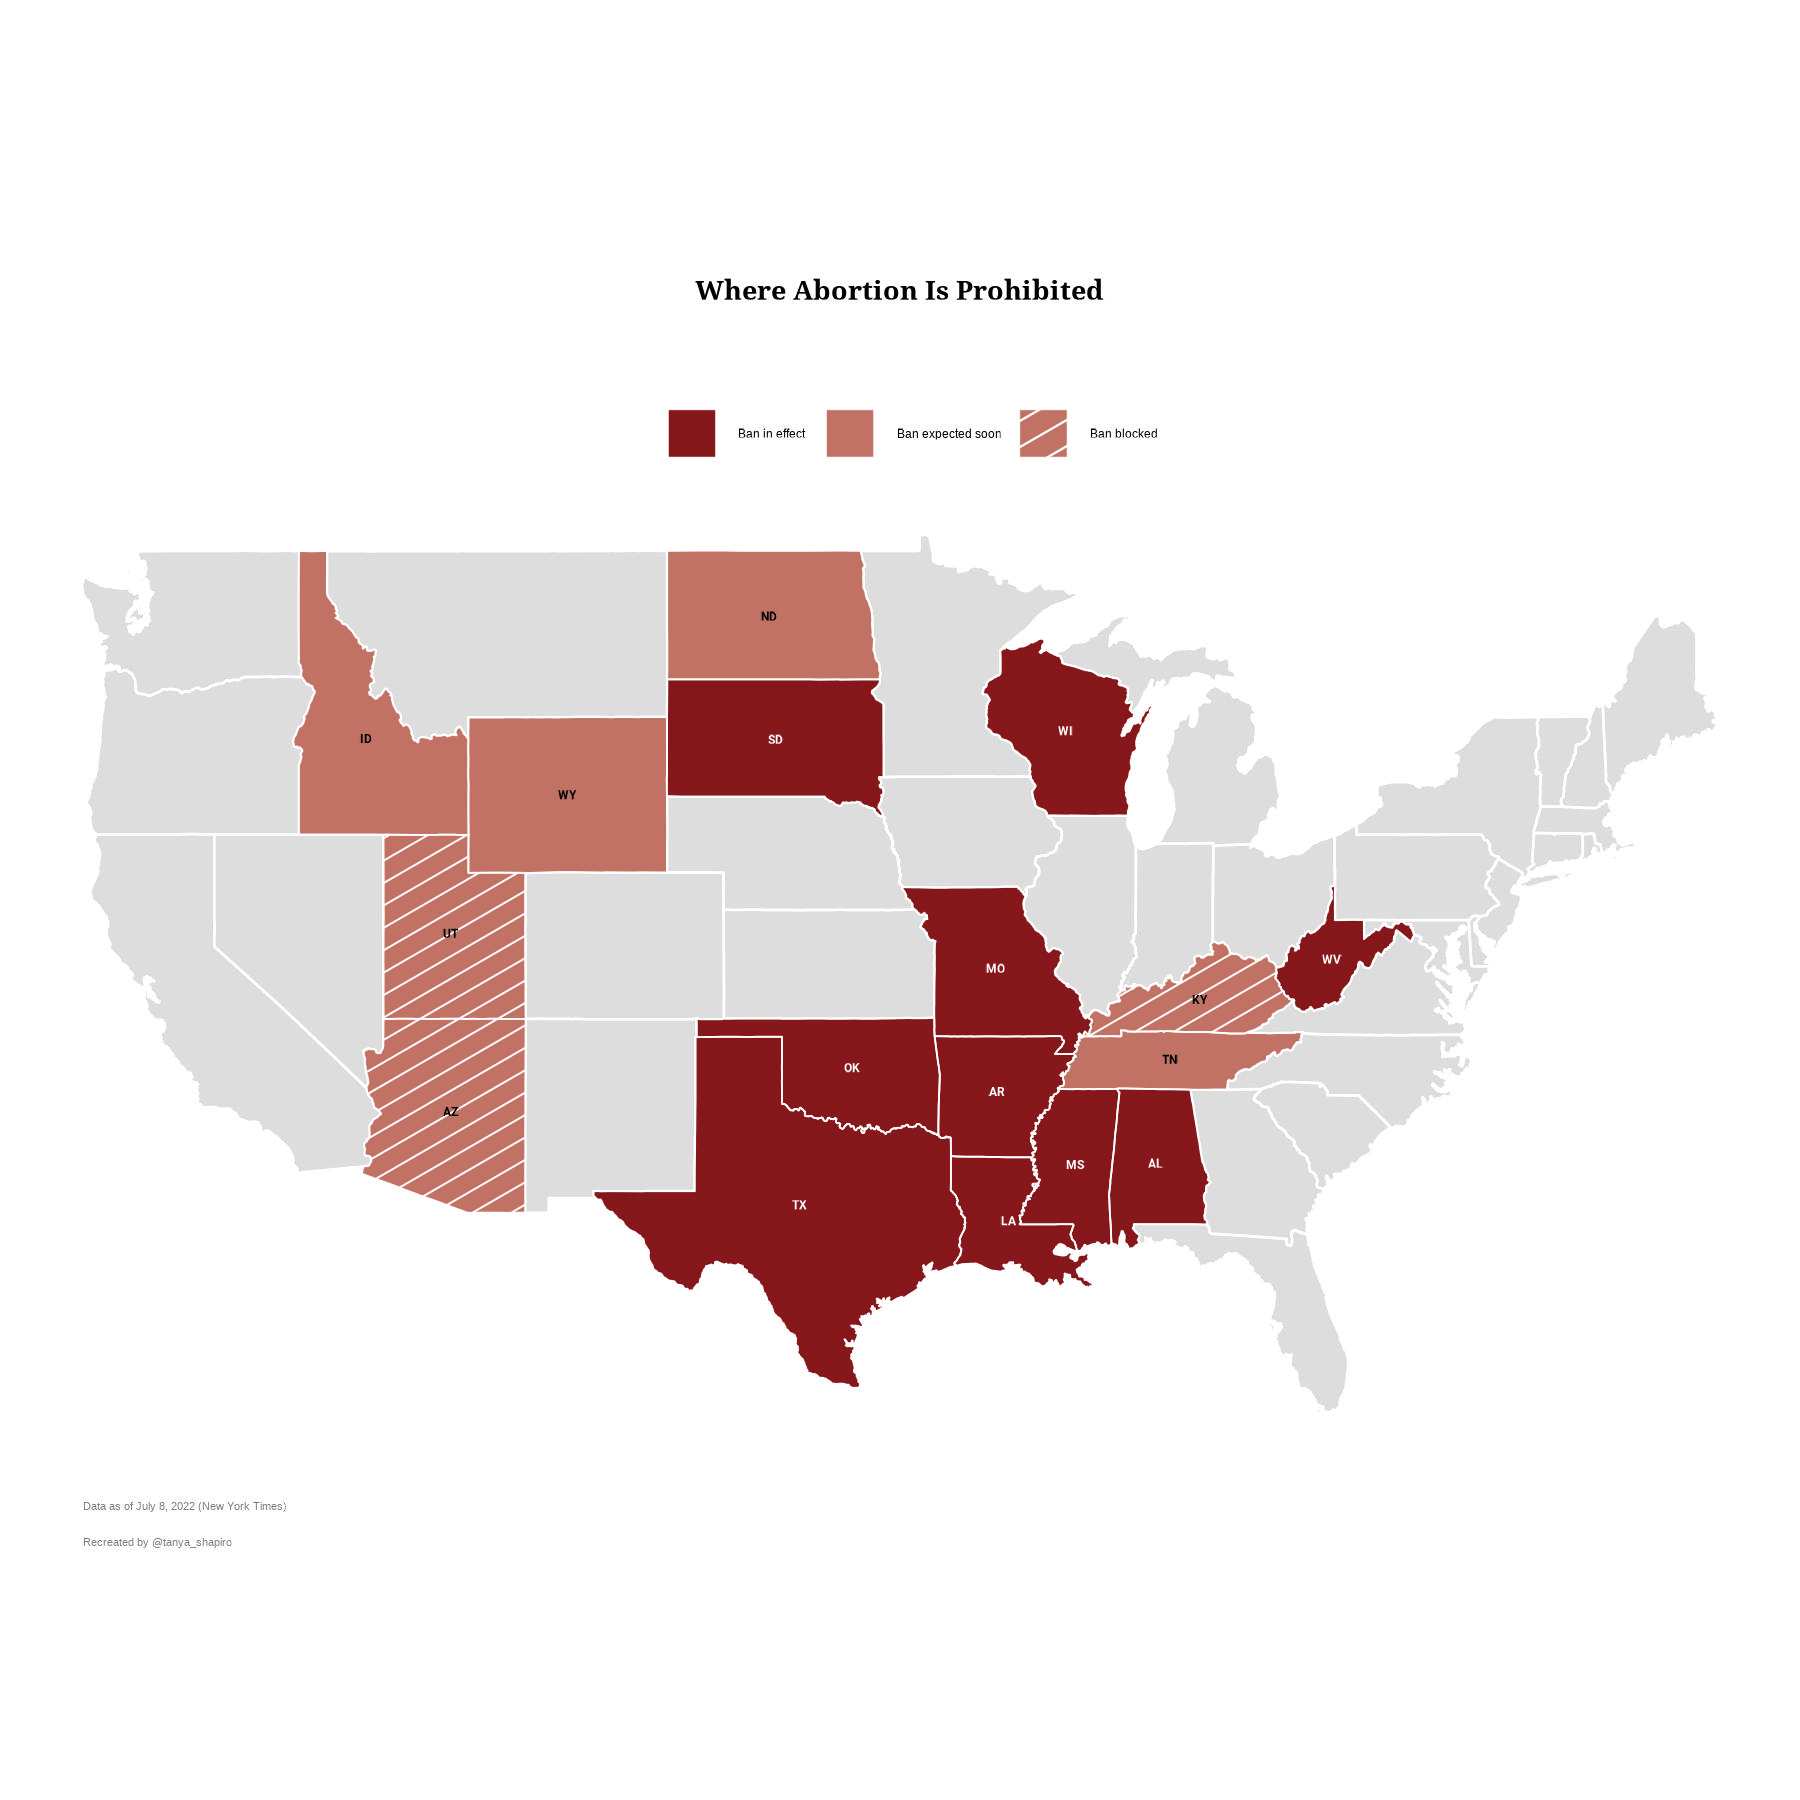 Where Abortion Is Prohibited
Ban in effect
Ban expected soon
Ban blocked
ND
WI
ID
SD
WY
UT
WV
MO
KY
TN
OK
AR
AZ
MS
AL
TX
LA
Data as of July 8, 2022 (New York Times)
Recreated by @tanya_shapiro